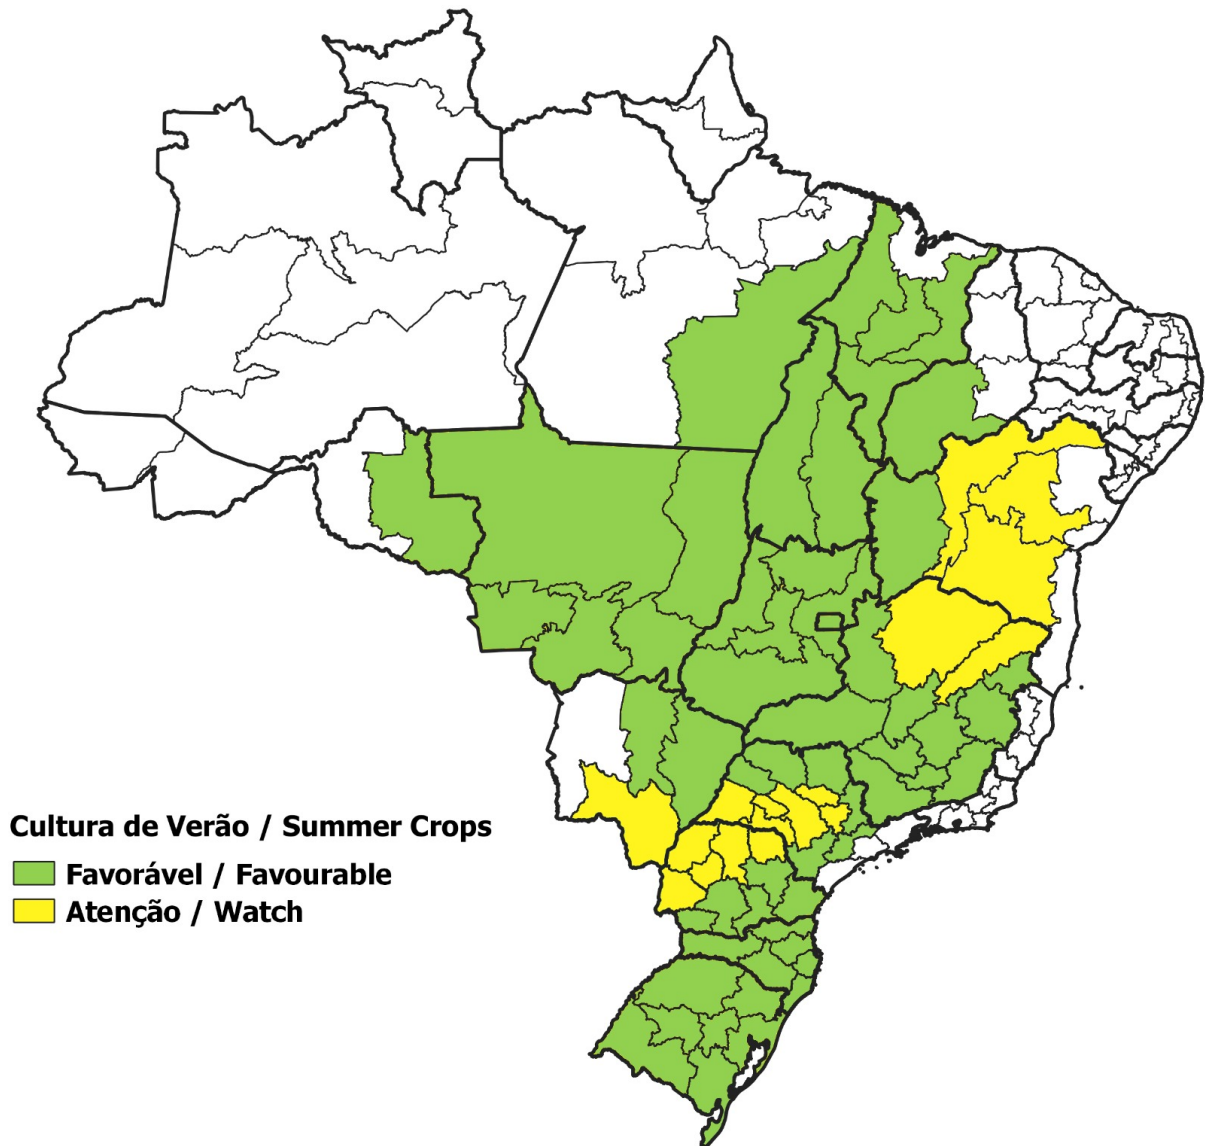 Cultura de Verão / Summer Crops
Favorável / Favourable
Atenção / Watch